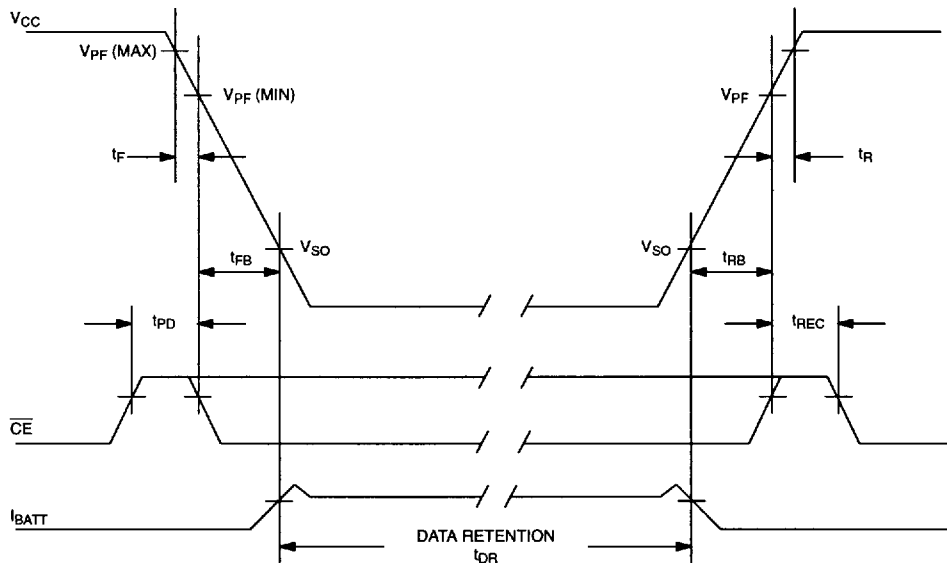 VCC
VPF (MAX)
VPF (MIN)
VPF
tF
tR
VSO
VSO
tFB
tRB
tPD
tREC
CE
IBATT
DATA RETENTION
tDR